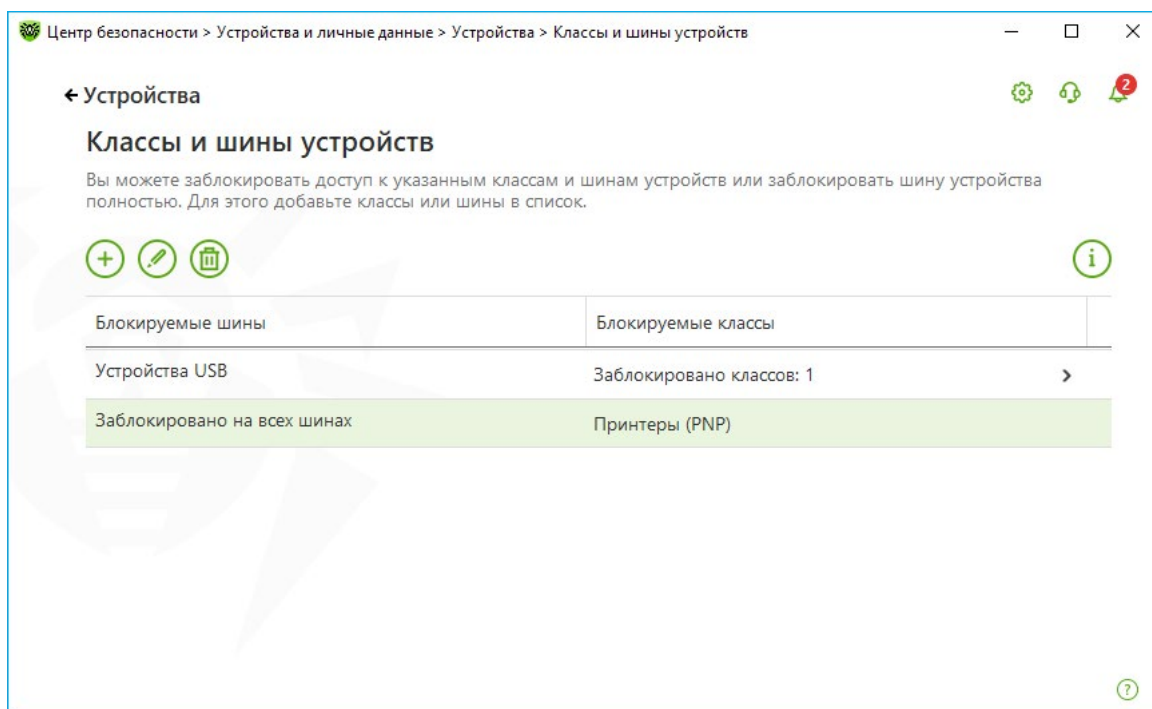 Центр безопасности > Устройства и личные данные > Устройства > Классы и шины устройств
Устройства
2
Классы и шины устройств
Вы можете заблокировать доступ к указанным классам и шинам устройств или заблокировать шину устройства
полностью. Для этого добавьте классы или шины в список.
Блокируемые шины Блокируемые классы
Устройства USB Заблокировано классов: 1
Заблокировано на всех шинах Принтеры (PNP)